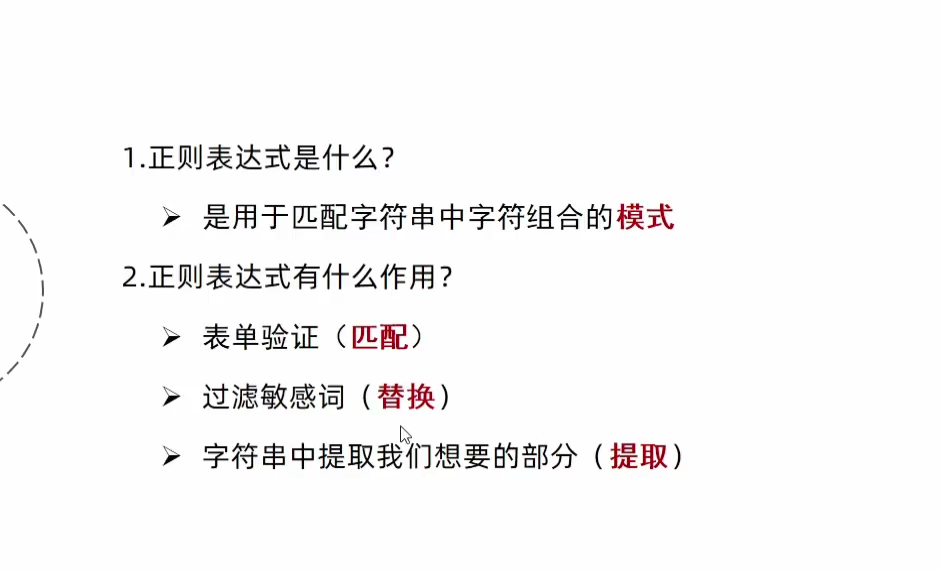 1.正则表达式是什么？
是用于匹配字符串中字符组合的模式
2.正则表达式有什么作用？
表单验证（匹配）
过滤敏感词（替换）
字符串中提取我们想要的部分（提取）